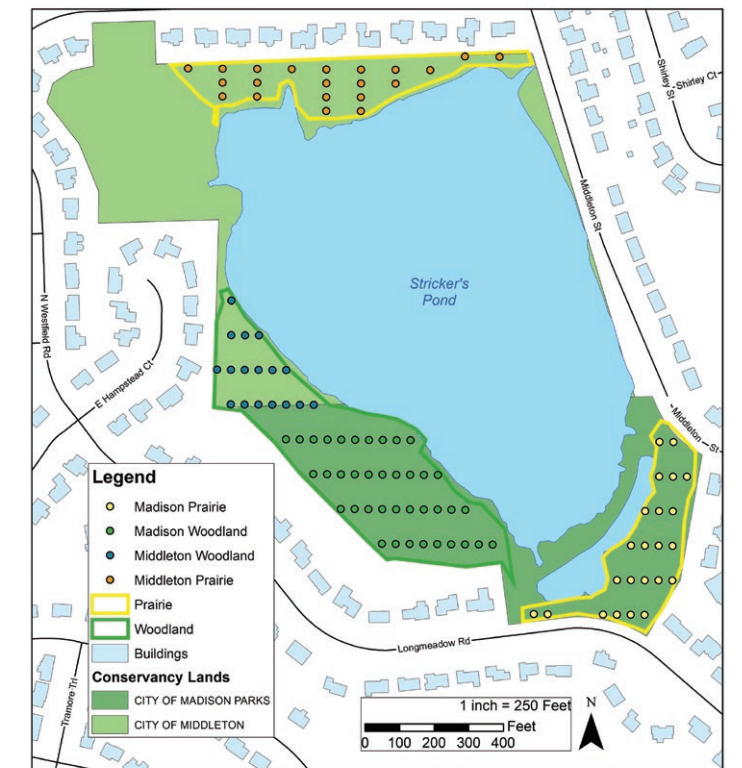 Shirley St
Shirley Ct
Middleton St
Stricker's
Pond
N Westfield Rd
E Hampstead Ct
Middleton St
Legend
Madison Prairie
Madison Woodland
Middleton Woodland
Middleton Prairie
Prairie
Woodland
Buildings
Conservancy Lands
CITY OF MADISON PARKS
CITY OF MIDDLETON
Longmeadow Rd
Tramore Trl
1 inch = 250 Feet
Feet
0 100 200 300 400
N